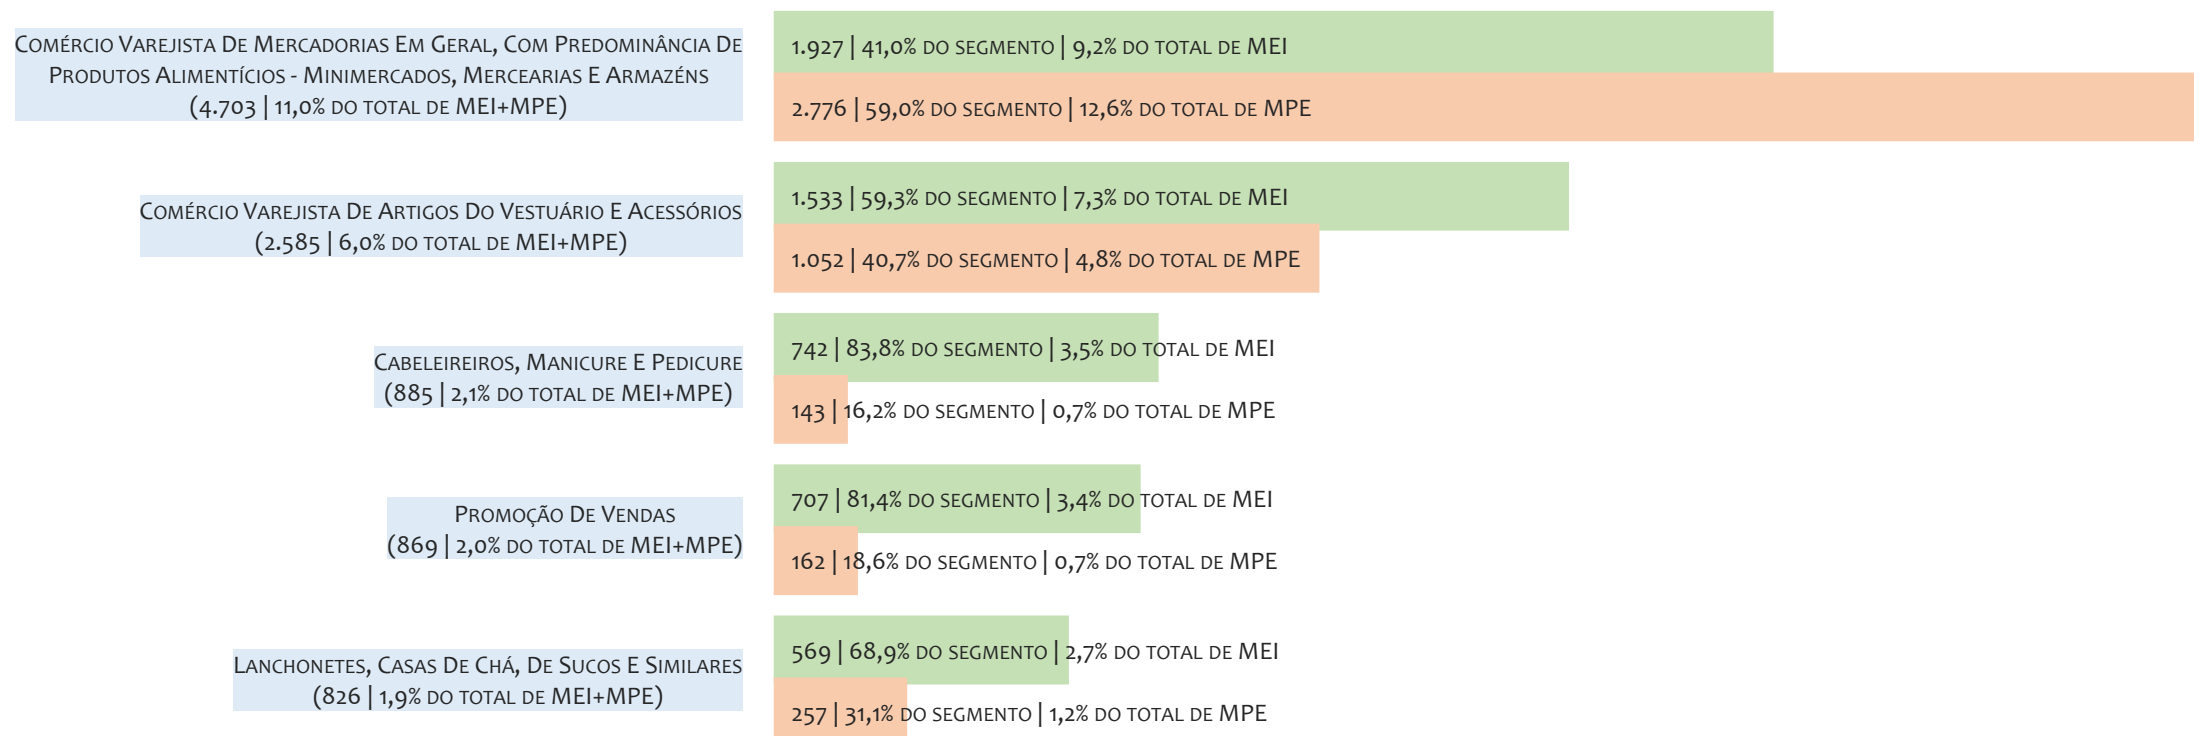 Comércio Varejista De Mercadorias Em Geral, Com Predominância De
Produtos Alimentícios - Minimercados, Mercearias E Armazéns
(4.703 | 11,0% do total de MEI+MPE)
1.927 | 41,0% do segmento | 9,2% do total de MEI
2.776 | 59,0% do segmento | 12,6% do total de MPE
Comércio Varejista De Artigos Do Vestuário E Acessórios
(2.585 | 6,0% do total de MEI+MPE)
1.533 | 59,3% do segmento | 7,3% do total de MEI
1.052 | 40,7% do segmento | 4,8% do total de MPE
Cabeleireiros, Manicure E Pedicure
(885 | 2,1% do total de MEI+MPE)
742 | 83,8% do segmento | 3,5% do total de MEI
143 | 16,2% do segmento | 0,7% do total de MPE
Promoção De Vendas
(869 | 2,0% do total de MEI+MPE)
707 | 81,4% do segmento | 3,4% do total de MEI
162 | 18,6% do segmento | 0,7% do total de MPE
Lanchonetes, Casas De Chá, De Sucos E Similares
(826 | 1,9% do total de MEI+MPE)
569 | 68,9% do segmento | 2,7% do total de MEI
257 | 31,1% do segmento | 1,2% do total de MPE